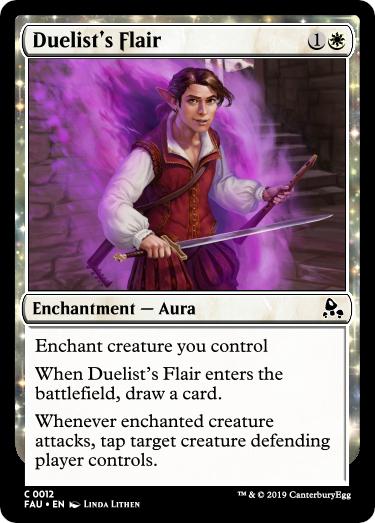 Duelist's Flair 1
Enchantment — Aura
Enchant creature you control
When Duelist's Flair enters the
battlefield, draw a card.
Whenever enchanted creature
attacks, tap target creature defending
player controls.
C 0012
FAU • EN LINDA LITHEN
™ & © 2019 CanterburyEgg